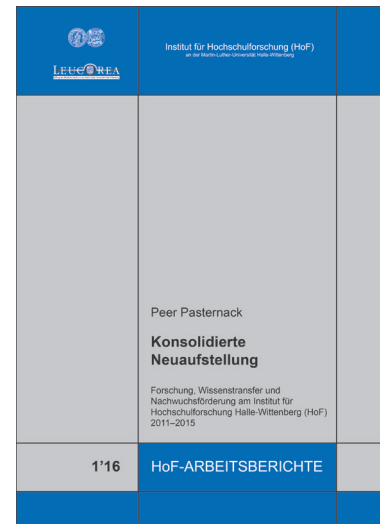 Institut für Hochschulforschung (HoF)
an der Martin-Luther-Universität Halle-Wittenberg
LEUCOREA
Peer Pasternack
Konsolidierte
Neuaufstellung
Forschung, Wissenstransfer und
Nachwuchsförderung am Institut für
Hochschulforschung Halle-Wittenberg (HoF)
2011–2015
1'16
HoF-ARBEITSBERICHTE